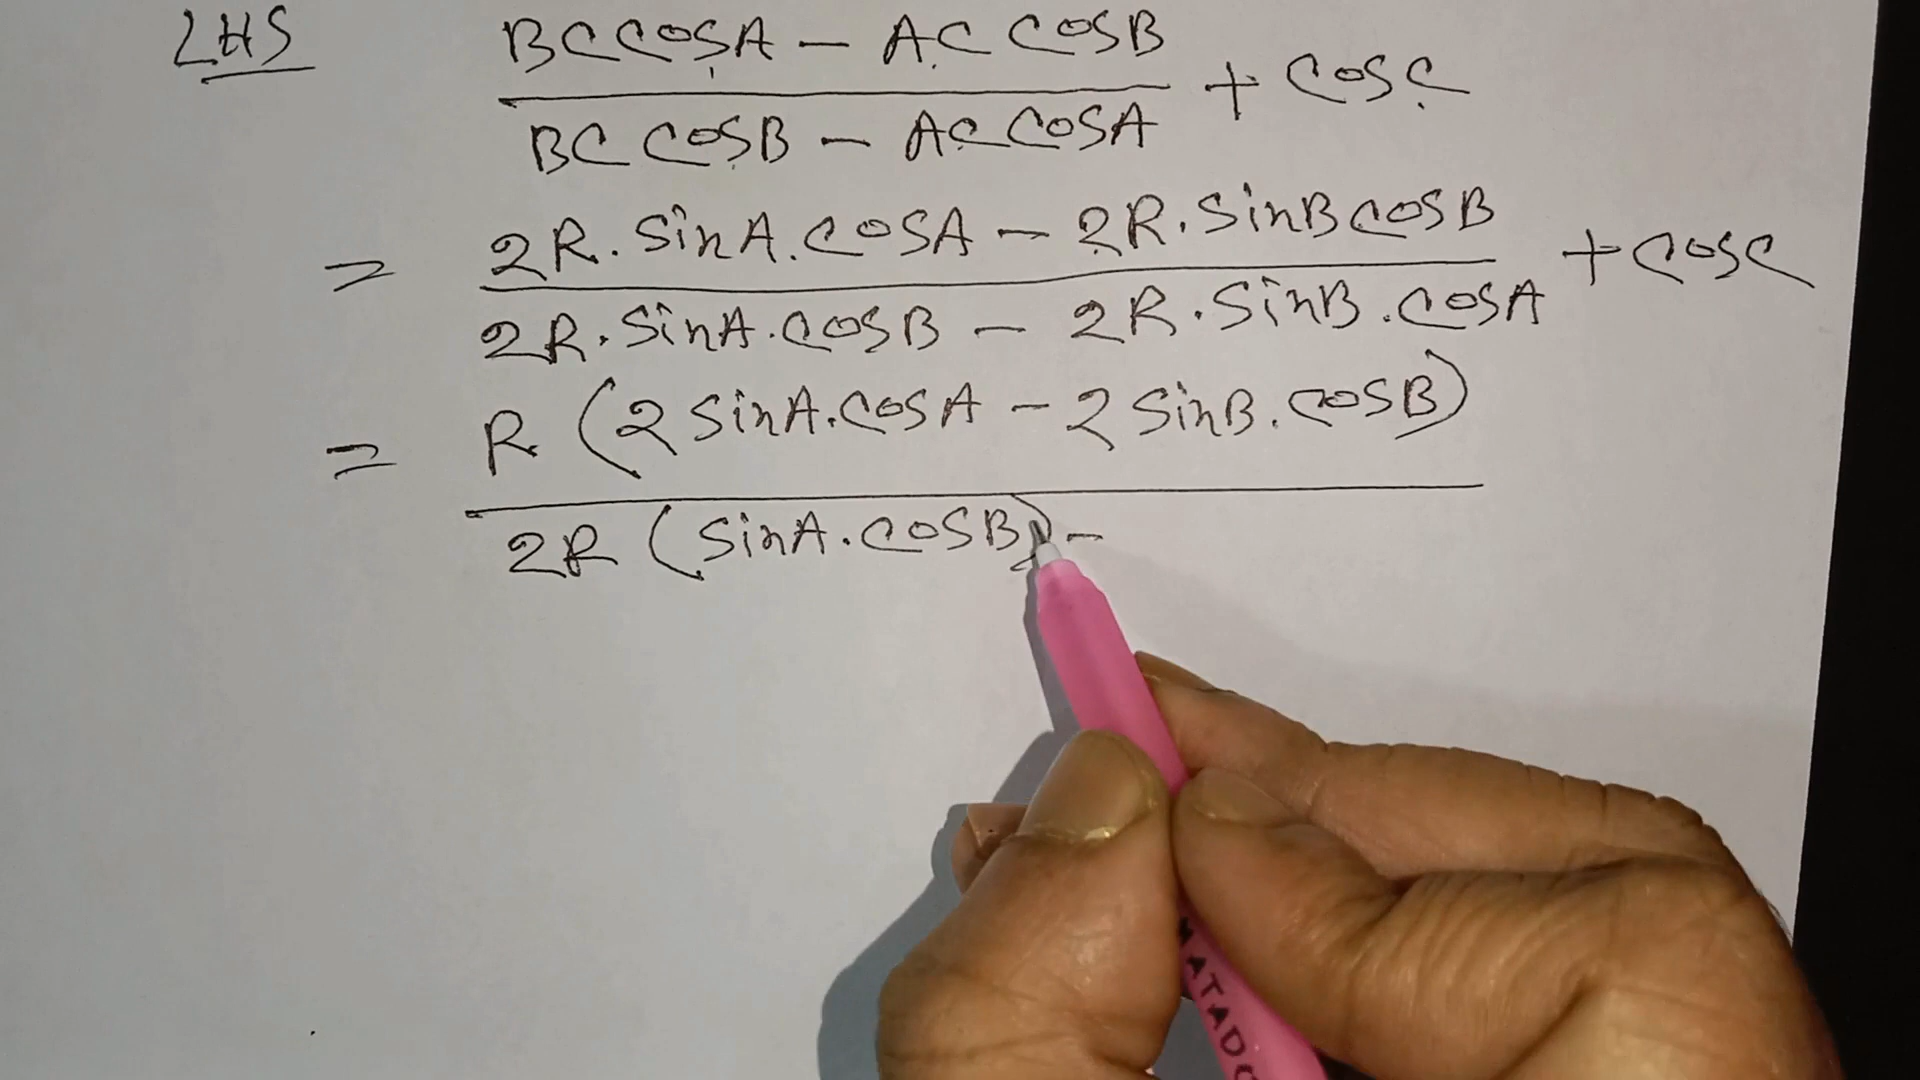 LHS
BC COSA - AC COSB
+ COSC
BC COSB - AC COSA
= 2R. SinA. COSA - 2R. SinB COSB
+ COSC
2R. SinA. COSB - 2R. SinB. COSA
= R (2 SinA. COSA - 2 SinB. COSB)
2R (SinA. COSB) -
MATADO